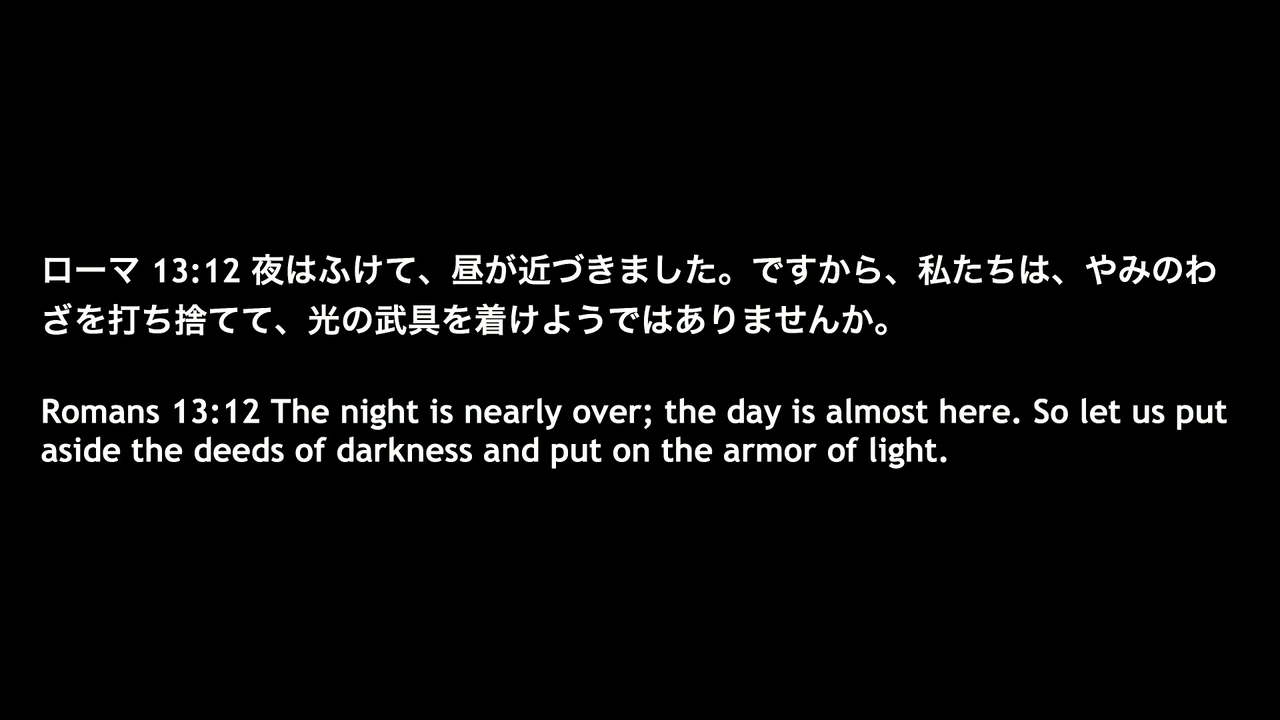 ローマ 13:12 夜はふけて、昼が近づきました。ですから、私たちは、やみのわ
ざを打ち捨てて、光の武具を着けようではありませんか。
Romans 13:12 The night is nearly over; the day is almost here. So let us put
aside the deeds of darkness and put on the armor of light.